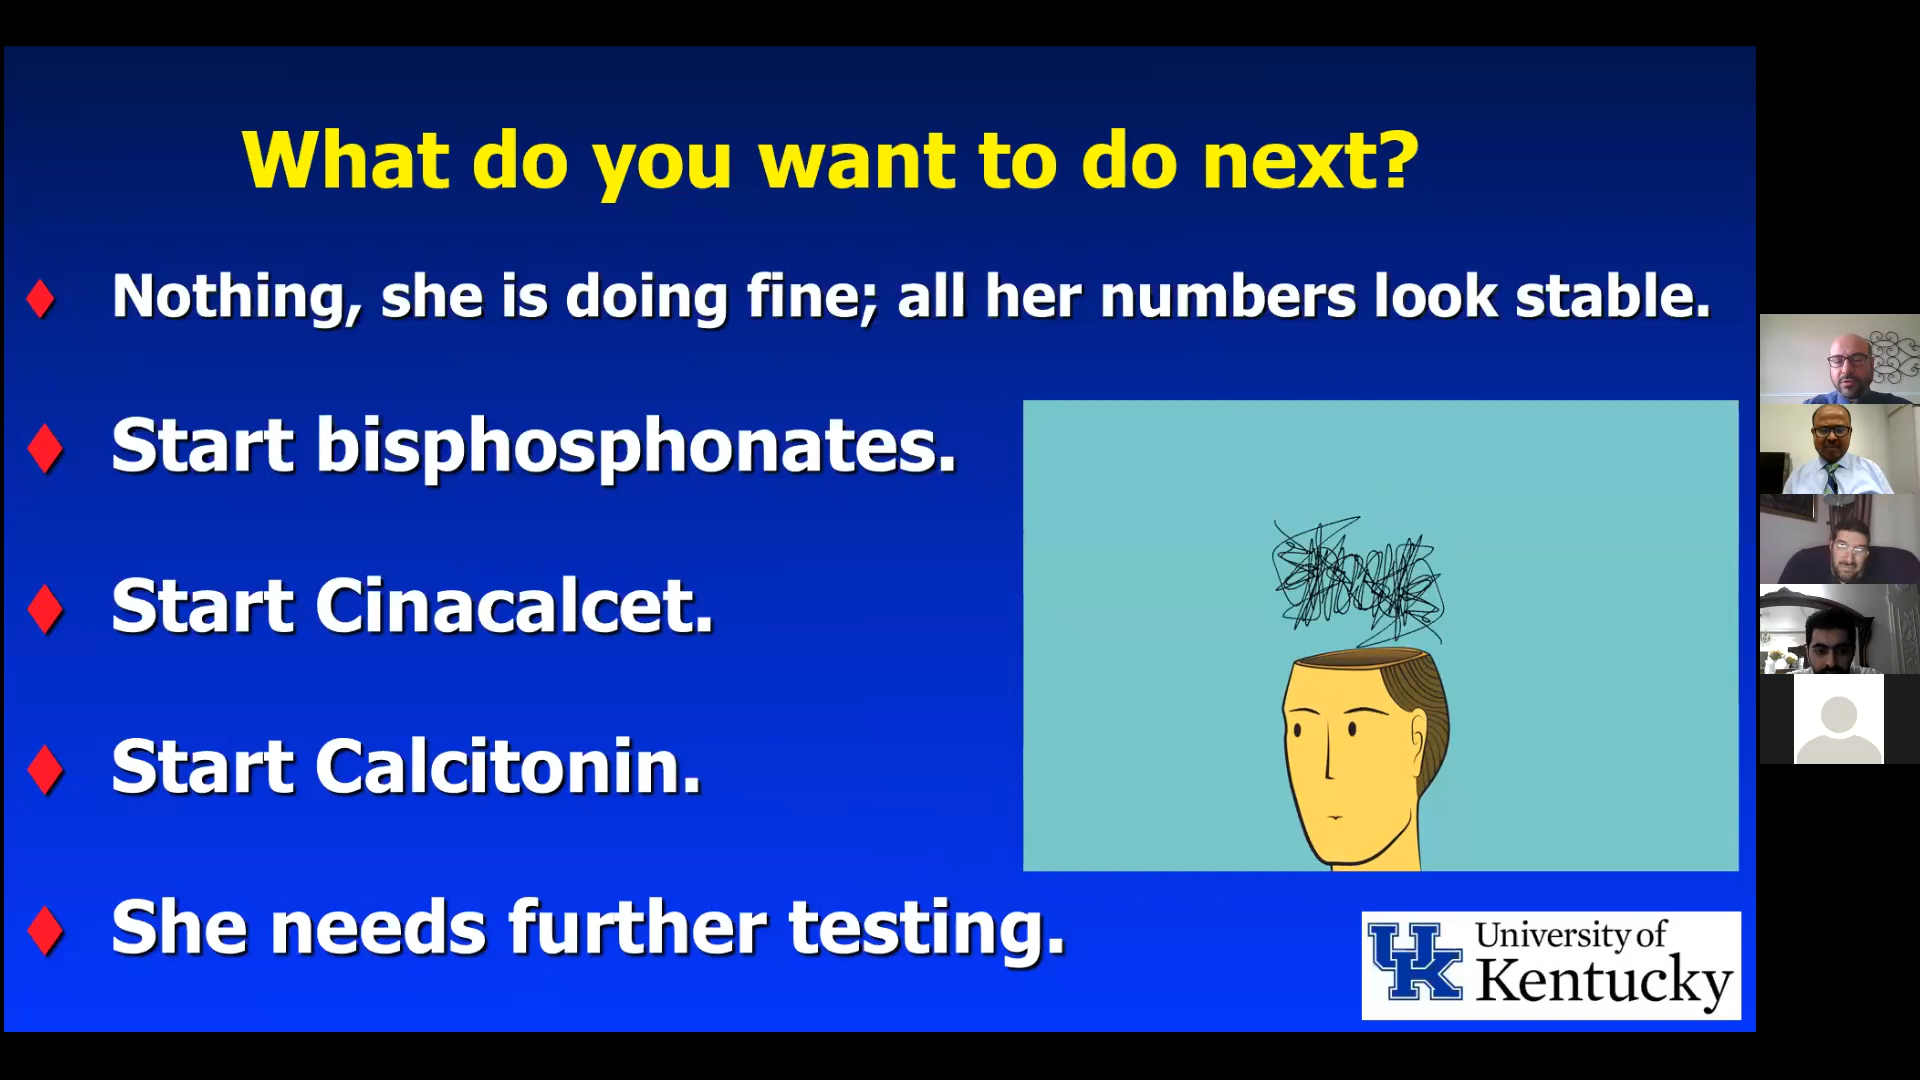 What do you want to do next?
Nothing, she is doing fine; all her numbers look stable.
Start bisphosphonates.
Start Cinacalcet.
Start Calcitonin.
She needs further testing.
UK
University of
Kentucky